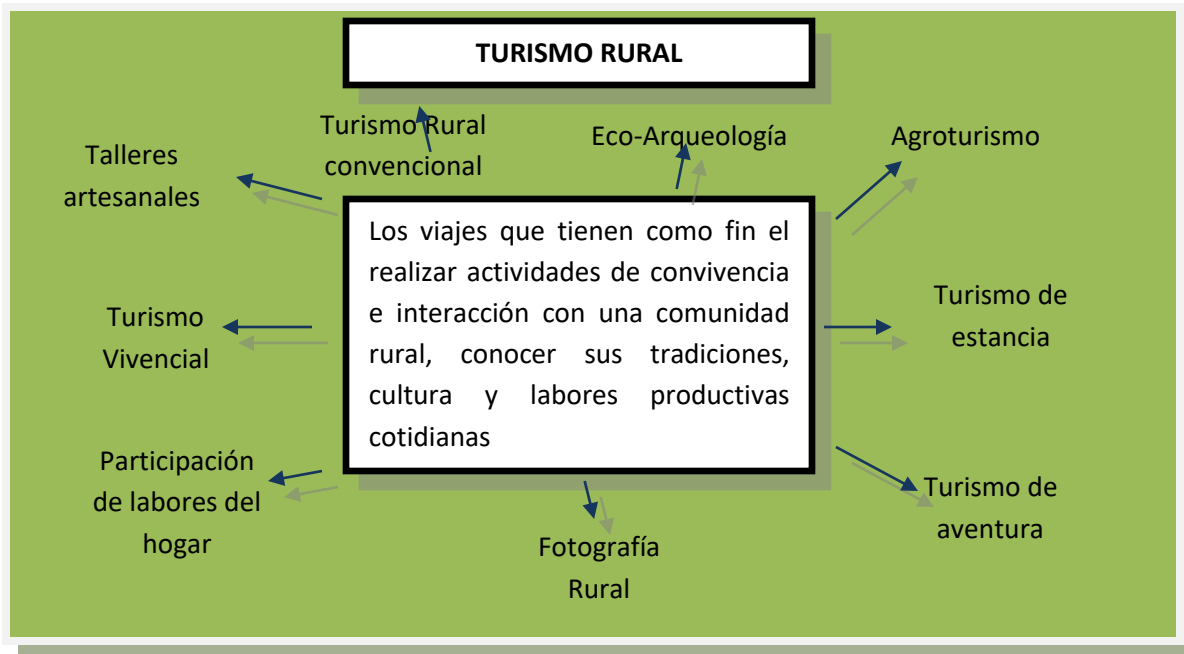 TURISMO RURAL
Turismo Rural
convencional
Eco-Arqueología
Agroturismo
Talleres
artesanales
Los viajes que tienen como fin el
realizar actividades de convivencia
e interacción con una comunidad
rural, conocer sus tradiciones,
cultura y labores productivas
cotidianas
Turismo
Vivencial
Turismo de
estancia
Participación
de labores del
hogar
Fotografía
Rural
Turismo de
aventura